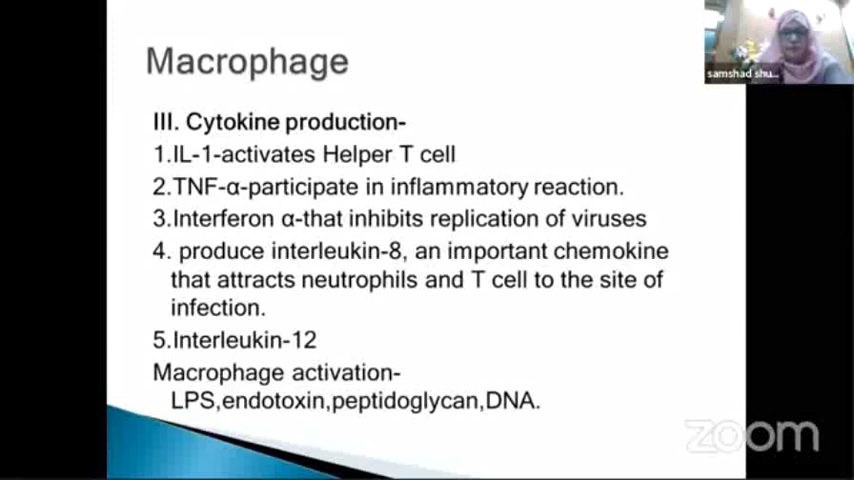 samshad shu...
Macrophage
III. Cytokine production-
1.IL-1-activates Helper T cell
2.TNF-α-participate in inflammatory reaction.
3.Interferon α-that inhibits replication of viruses
4. produce interleukin-8, an important chemokine
that attracts neutrophils and T cell to the site of
infection.
5.Interleukin-12
Macrophage activation-
LPS,endotoxin,peptidoglycan,DNA.
zoom